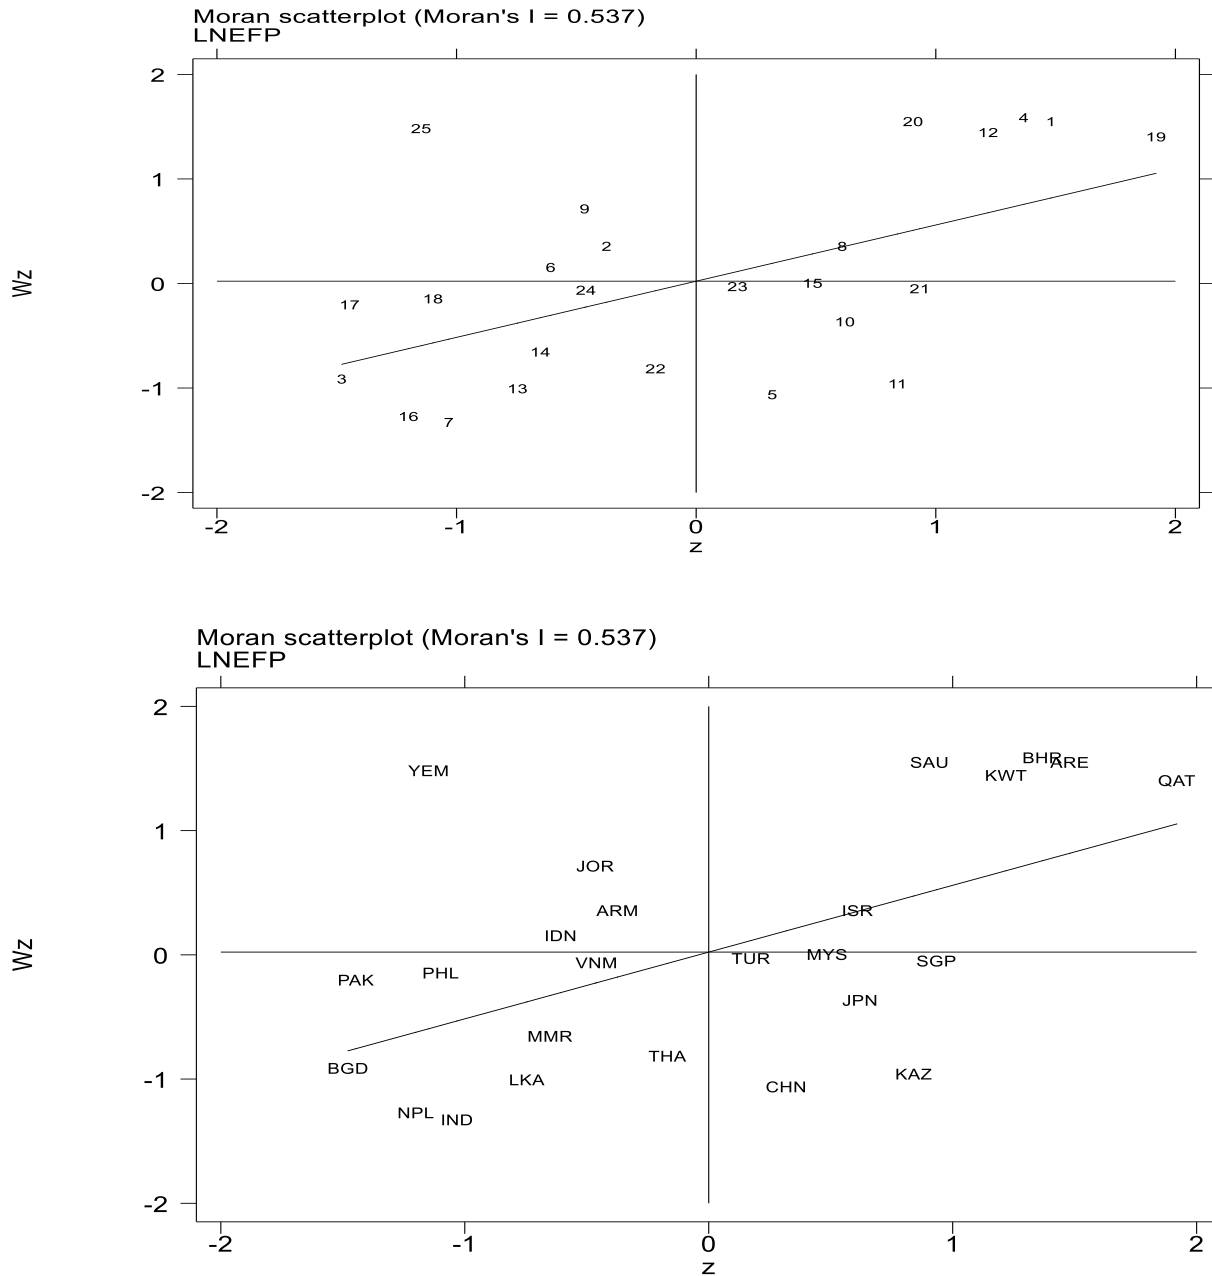 Moran scatterplot (Moran's I = 0.537)
LNEFP
2
25
20
12
4
1
19
1
9
2
8
6
Wz
0
24
23
15
21
17
18
10
14
22
3
-1
13
5
11
16
7
-2
-2
-1
0
1
2
z
Moran scatterplot (Moran's I = 0.537)
LNEFP
2
YEM
SAU
KWT
BHR
ARE
QAT
1
JOR
ARM
ISR
IDN
Wz
0
VNM
TUR
MYS
SGP
PAK
PHL
JPN
MMR
THA
BGD
-1
LKA
CHN
KAZ
NPL
IND
-2
-2
-1
0
1
2
z